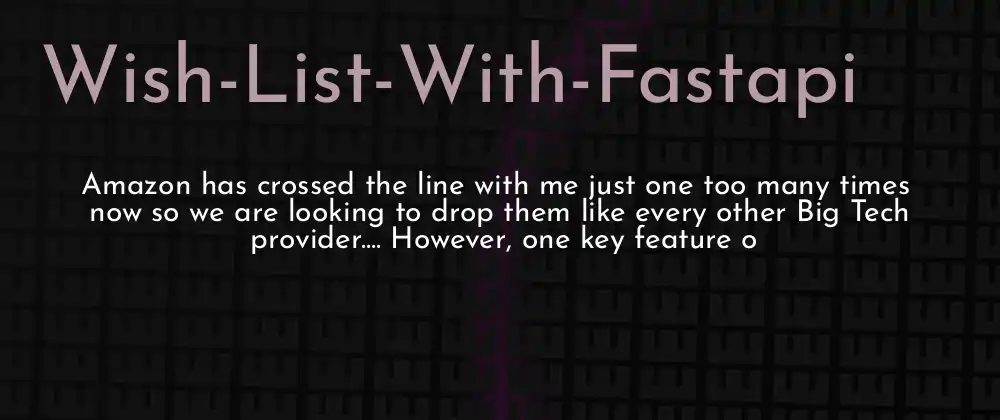 Wish-List-With-Fastapi
Amazon has crossed the line with me just one too many times
now so we are looking to drop them like every other Big Tech
provider.... However, one key feature o